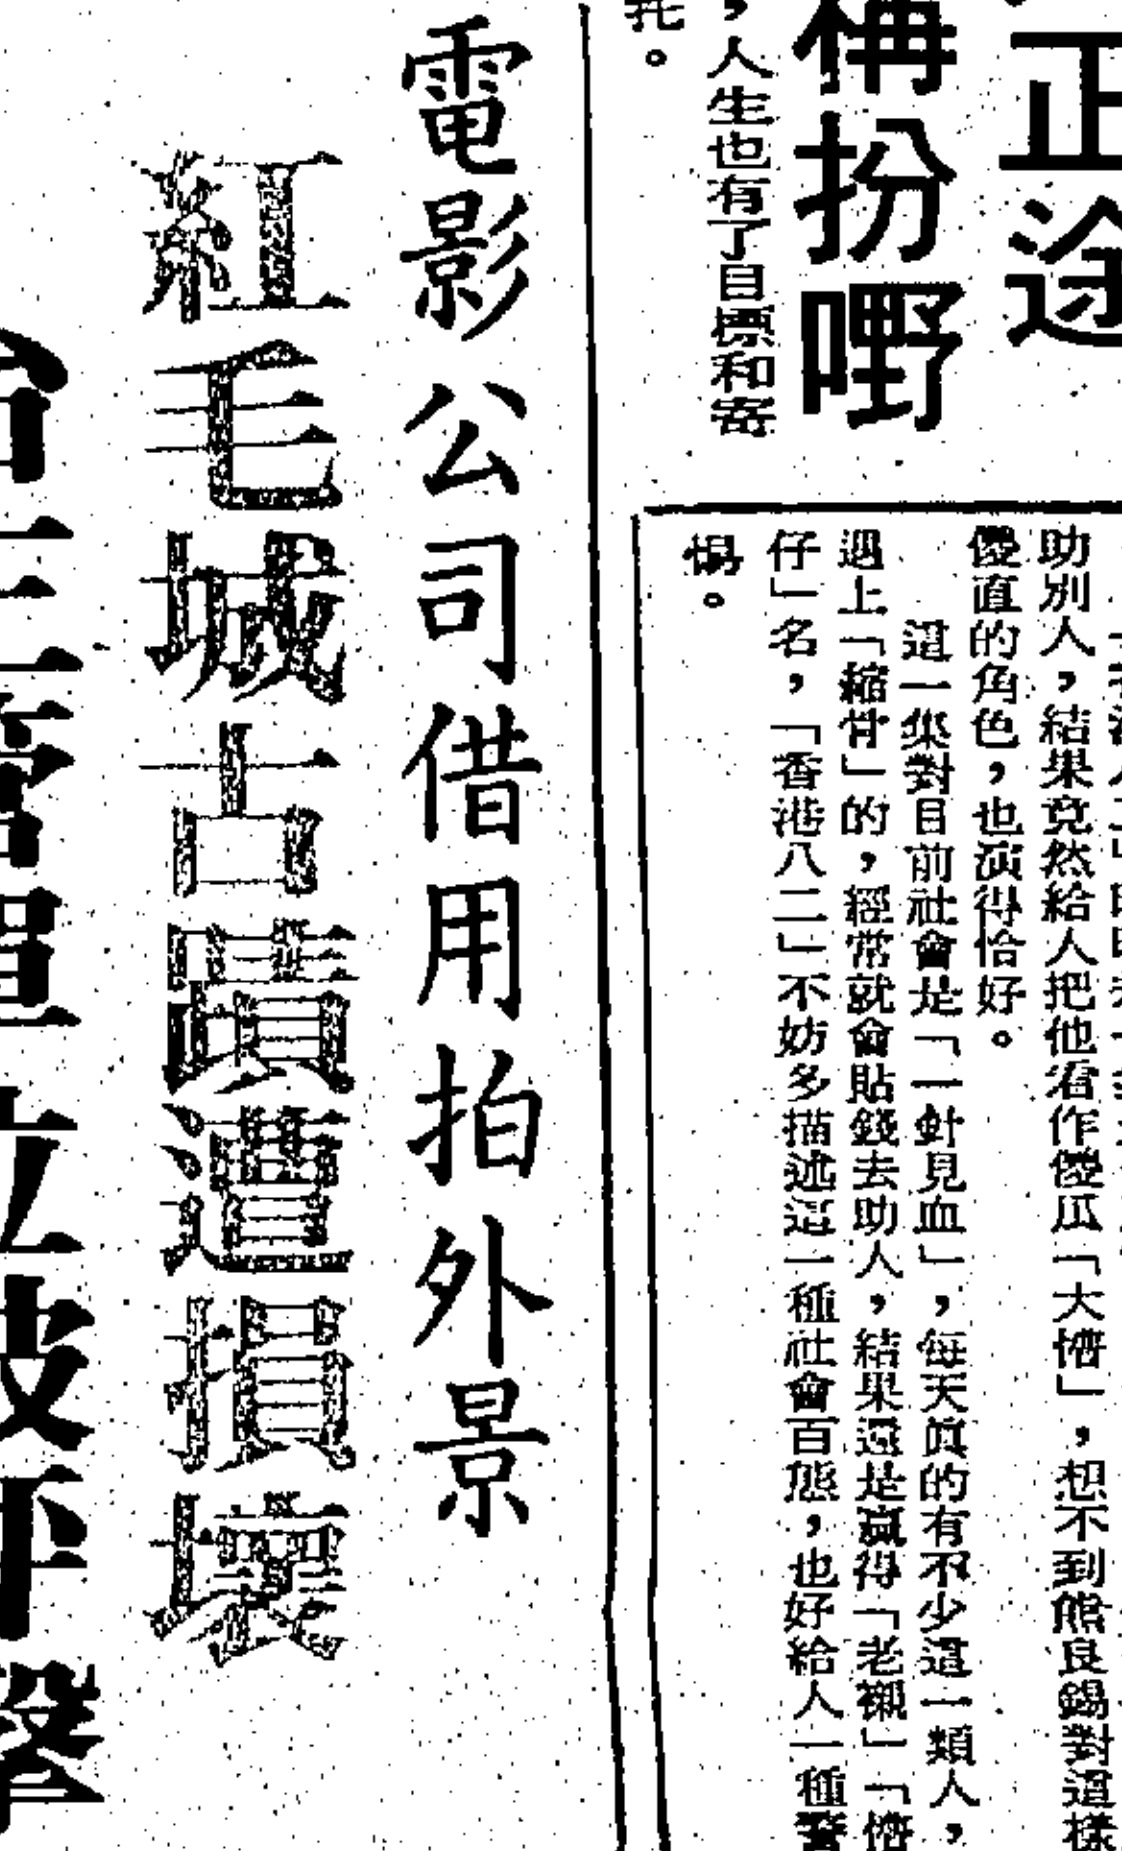 正途
稱扮嘢
，人生也有了目標和寄
托。
助別人，結果竟然給人把他看作傻瓜「大懵」，想不到熊良錫對這樣
傻直的角色，也演得恰好。
這一集對目前社會是「一針見血」，每天真的有不少這一類人，
遇上「縮骨」的，經常就會貼錢去助人，結果還是贏得「老襯」「懵
仔」名，「香港八二」不妨多描述這一種社會百態，也好給人一種警
惕。
電影公司借用拍外景
紅毛城古蹟遭損壞